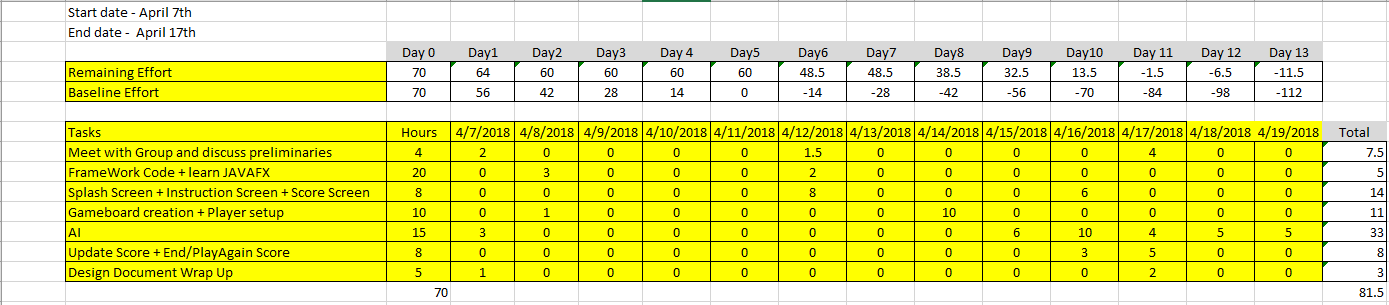 Start date - April 7th
End date -  April 17th
Day 0 Day1 Day2 Day3 Day 4 Day5 Day6 Day7 Day8 Day9 Day10 Day 11 Day 12 Day 13
Remaining Effort 70 64 60 60 60 60 48.5 48.5 38.5 32.5 13.5 -1.5 -6.5 -11.5
Baseline Effort 70 56 42 28 14 0 -14 -28 -42 -56 -70 -84 -98 -112
Tasks Hours 4/7/2018 4/8/2018 4/9/2018 4/10/2018 4/11/2018 4/12/2018 4/13/2018 4/14/2018 4/15/2018 4/16/2018 4/17/2018 4/18/2018 4/19/2018 Total
Meet with Group and discuss preliminaries 4 2 0 0 0 0 1.5 0 0 0 0 4 0 0 7.5
FrameWork Code + learn JAVAFX 20 0 3 0 0 0 2 0 0 0 0 0 0 0 5
Splash Screen + Instruction Screen + Score Screen 8 0 0 0 0 0 8 0 0 0 6 0 0 0 14
Gameboard creation + Player setup 10 0 1 0 0 0 0 0 10 0 0 0 0 0 11
AI 15 3 0 0 0 0 0 0 0 6 10 4 5 5 33
Update Score + End/PlayAgain Score 8 0 0 0 0 0 0 0 0 0 3 5 0 0 8
Design Document Wrap Up 5 1 0 0 0 0 0 0 0 0 0 2 0 0 3
70 81.5